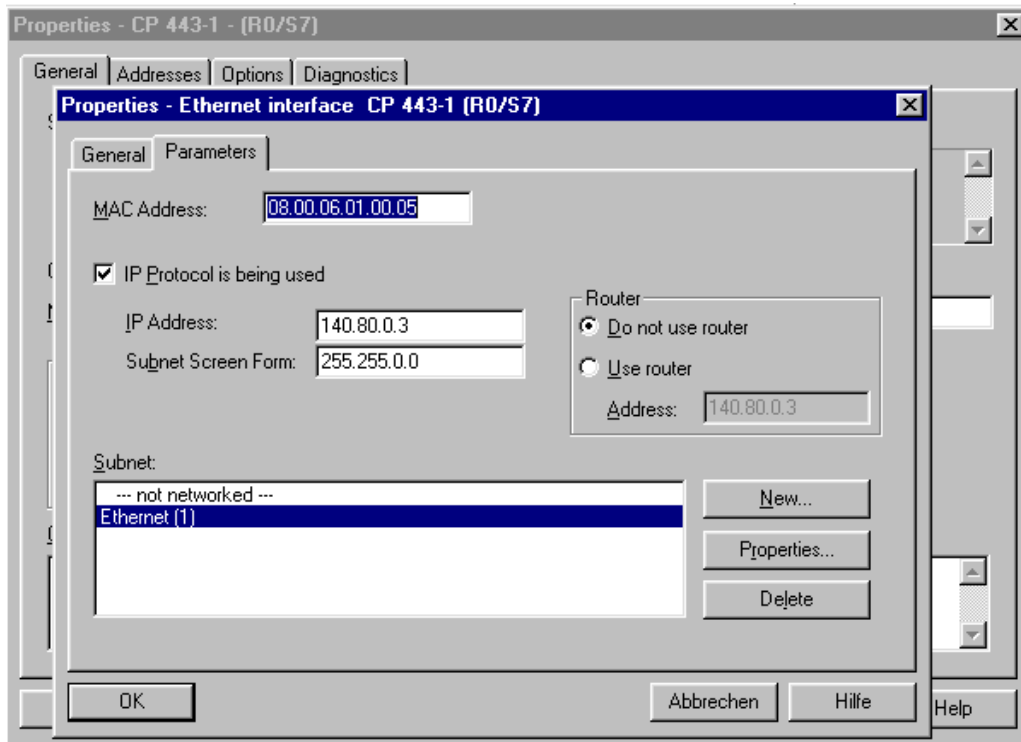 Properties - CP 443-1 - (R0/S7)
General Addresses Options Diagnostics
Properties - Ethernet interface CP 443-1 (R0/S7)
General Parameters
MAC Address: 08.00.06.01.00.05
IP Protocol is being used
IP Address: 140.80.0.3
Subnet Screen Form: 255.255.0.0
Router
Do not use router
Use router
Address: 140.80.0.3
Subnet:
--- not networked ---
Ethernet (1)
New...
Properties...
Delete
OK Abbrechen Hilfe
Help